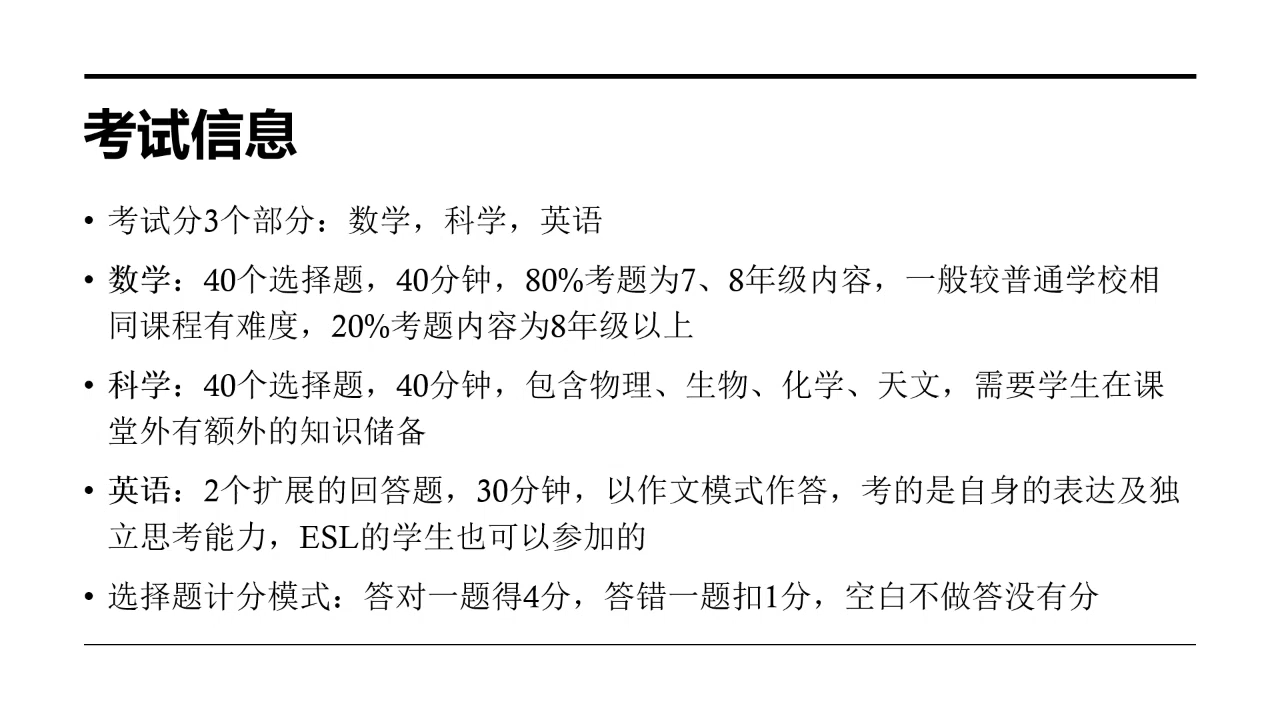 考试信息
• 考试分3个部分：数学，科学，英语
• 数学：40个选择题，40分钟，80%考题为7、8年级内容，一般较普通学校相
同课程有难度，20%考题内容为8年级以上
• 科学：40个选择题，40分钟，包含物理、生物、化学、天文，需要学生在课
堂外有额外的知识储备
• 英语：2个扩展的回答题，30分钟，以作文模式作答，考的是自身的表达及独
立思考能力，ESL的学生也可以参加的
• 选择题计分模式：答对一题得4分，答错一题扣1分，空白不做答没有分